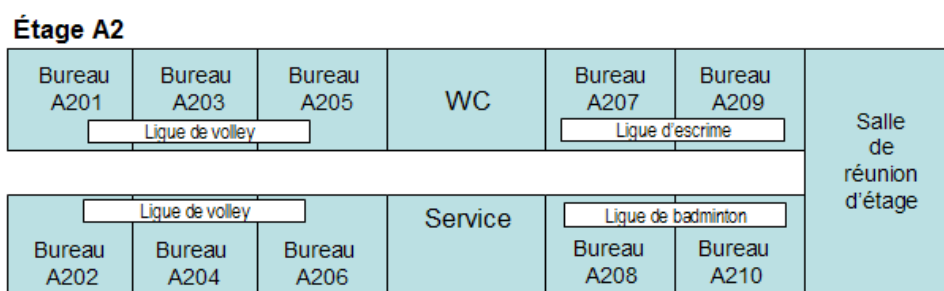 Étage A2
Bureau
A201
Bureau
A203
Bureau
A205
Ligue de volley
WC
Bureau
A207
Bureau
A209
Ligue d'escrime
Salle
de
réunion
d'étage
Ligue de volley
Bureau
A202
Bureau
A204
Bureau
A206
Service
Ligue de badminton
Bureau
A208
Bureau
A210